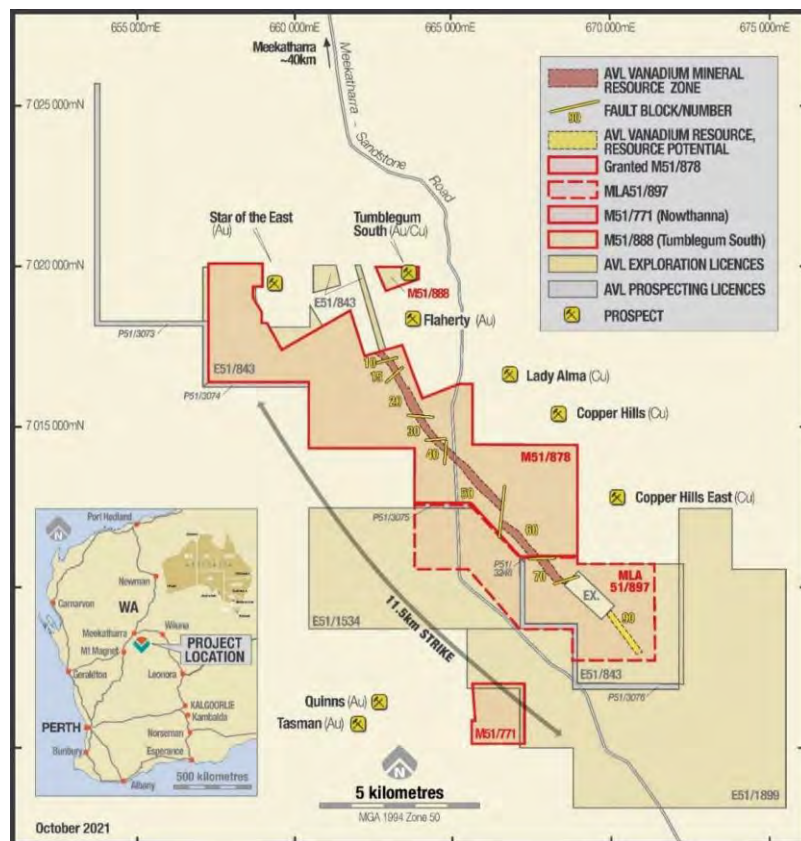 655 000mE
660 000mE
665 000mE
670 000mE
675 000mE
Meekatharra
~40km
Meekatharra - Sandstone Road
7 025 000mN
7 020 000mN
7 015 000mN
AVL VANADIUM MINERAL
RESOURCE ZONE
90
FAULT BLOCK/NUMBER
AVL VANADIUM RESOURCE,
RESOURCE POTENTIAL
Granted M51/878
MLA51/897
M51/771 (Nowthanna)
M51/888 (Tumblegum South)
AVL EXPLORATION LICENCES
AVL PROSPECTING LICENCES
PROSPECT
Star of the East
(Au)
Tumblegum
South (Au/Cu)
E51/843
M51/888
Flaherty (Au)
P51/3073
E51/843
P51/3074
10
15
20
30
40
50
60
70
90
Lady Alma (Cu)
Copper Hills (Cu)
M51/878
Copper Hills East (Cu)
P51/3075
P51/
3248
MLA
51/897
EX.
E51/1534
11.5km STRIKE
E51/843
P51/3076
Quinns (Au)
Tasman (Au)
M51/771
E51/1899
N
Port Hedland
Newman
Carnarvon
WA
Meekatharra
Wiluna
Mt Magnet
PROJECT
LOCATION
Geraldton
Leonora
KALGOORLIE
Kambalda
PERTH
Norseman
Bunbury
Esperance
Albany
500 kilometres
N
5 kilometres
MGA 1994 Zone 50
October 2021